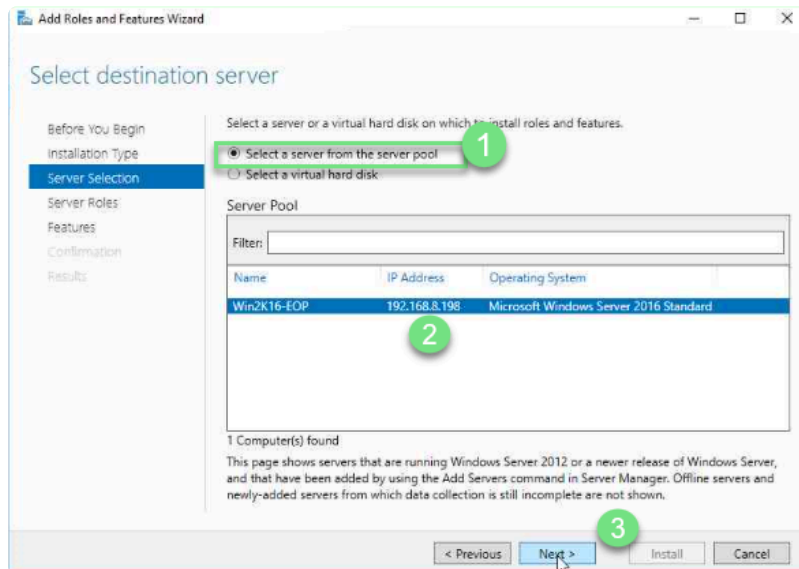 Add Roles and Features Wizard
Select destination server
Before You Begin
Installation Type
Server Selection
Server Roles
Features
Confirmation
Results
Select a server or a virtual hard disk on which to install roles and features.
Select a server from the server pool
1
Select a virtual hard disk
Server Pool
Filter:
Name IP Address Operating System
Win2K16-EOP 192.168.8.198 Microsoft Windows Server 2016 Standard
2
1 Computer(s) found
This page shows servers that are running Windows Server 2012 or a newer release of Windows Server,
and that have been added by using the Add Servers command in Server Manager. Offline servers and
newly-added servers from which data collection is still incomplete are not shown.
3
< Previous Next > Install Cancel